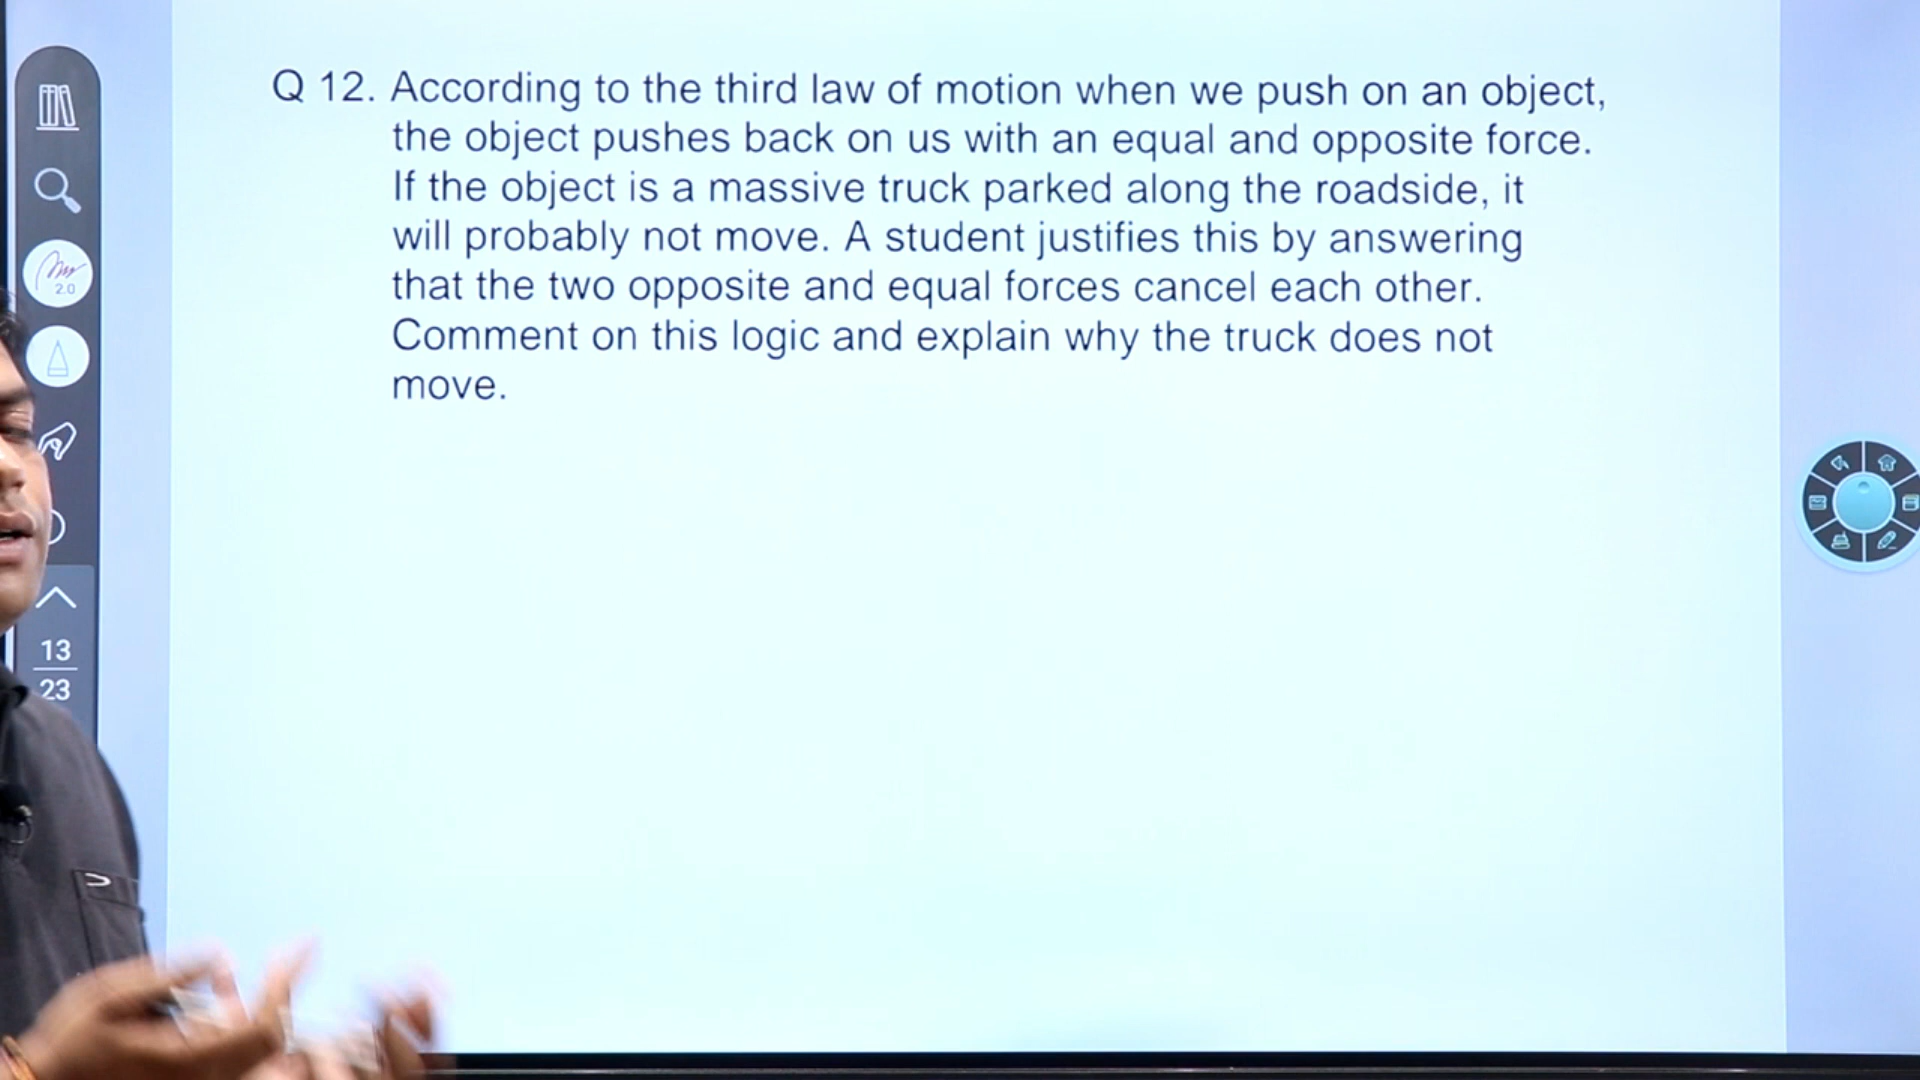 Q 12. According to the third law of motion when we push on an object,
the object pushes back on us with an equal and opposite force.
If the object is a massive truck parked along the roadside, it
will probably not move. A student justifies this by answering
that the two opposite and equal forces cancel each other.
Comment on this logic and explain why the truck does not
move.
2.0
13
23